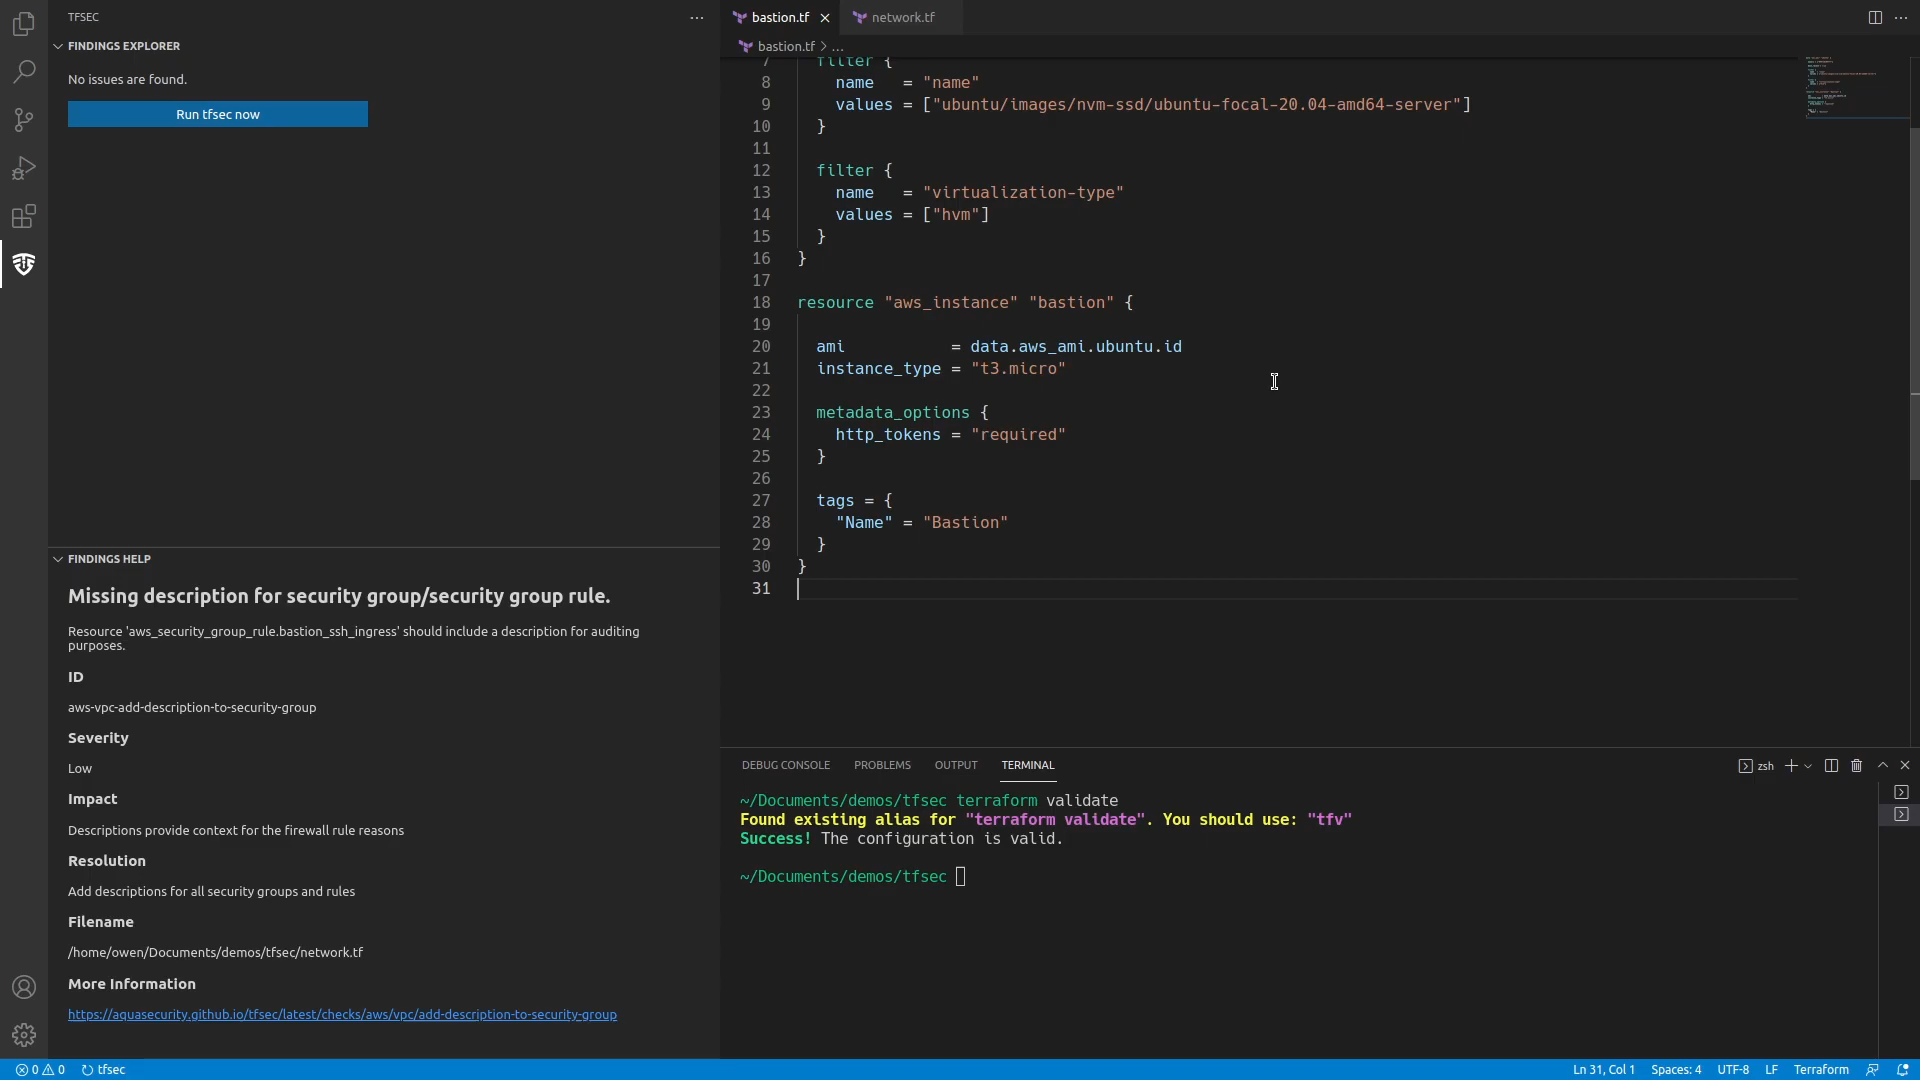 TFSEC
FINDINGS EXPLORER
No issues are found.
Run tfsec now
FINDINGS HELP
Missing description for security group/security group rule.
Resource 'aws_security_group_rule.bastion_ssh_ingress' should include a description for auditing
purposes.
ID
aws-vpc-add-description-to-security-group
Severity
Low
Impact
Descriptions provide context for the firewall rule reasons
Resolution
Add descriptions for all security groups and rules
Filename
/home/owen/Documents/demos/tfsec/network.tf
More Information
https://aquasecurity.github.io/tfsec/latest/checks/aws/vpc/add-description-to-security-group
bastion.tf network.tf
bastion.tf > ...
7 filter {
8 name = "name"
9 values = ["ubuntu/images/nvm-ssd/ubuntu-focal-20.04-amd64-server"]
10 }
11
12 filter {
13 name = "virtualization-type"
14 values = ["hvm"]
15 }
16 }
17
18 resource "aws_instance" "bastion" {
19
20 ami = data.aws_ami.ubuntu.id
21 instance_type = "t3.micro"
22
23 metadata_options {
24 http_tokens = "required"
25 }
26
27 tags = {
28 "Name" = "Bastion"
29 }
30 }
31
DEBUG CONSOLE PROBLEMS OUTPUT TERMINAL zsh
~/Documents/demos/tfsec terraform validate
Found existing alias for "terraform validate". You should use: "tfv"
Success! The configuration is valid.
~/Documents/demos/tfsec
0 0 tfsec Ln 31, Col 1 Spaces: 4 UTF-8 LF Terraform